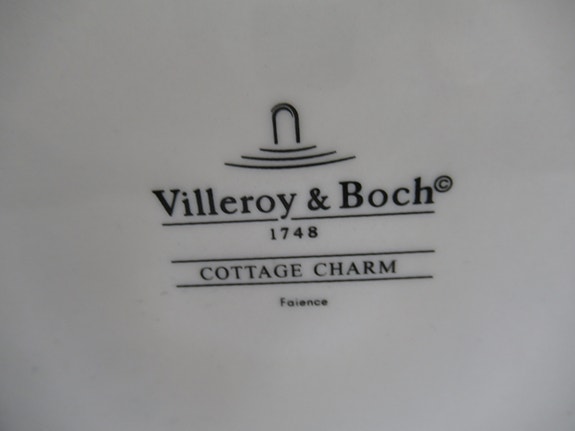 Villeroy & Boch©
1748
COTTAGE CHARM
Faience